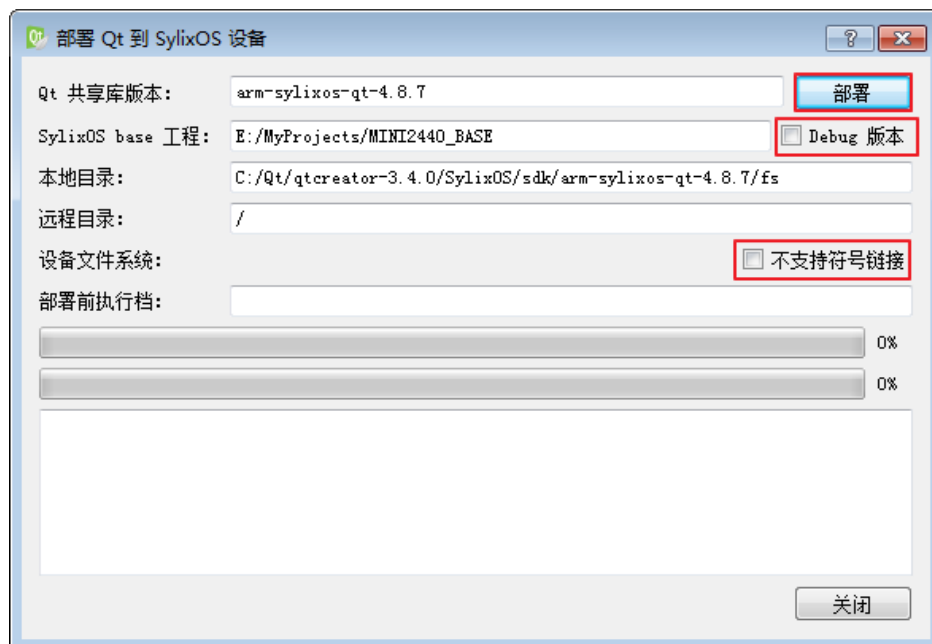 部署 Qt 到 SylixOS 设备
Qt 共享库版本: arm-sylixos-qt-4.8.7 部署
SylixOS base 工程: E:/MyProjects/MINI2440_BASE Debug 版本
本地目录: C:/Qt/qtcreator-3.4.0/SylixOS/sdk/arm-sylixos-qt-4.8.7/fs
远程目录: /
设备文件系统: 不支持符号链接
部署前执行档:
0%
0%
关闭